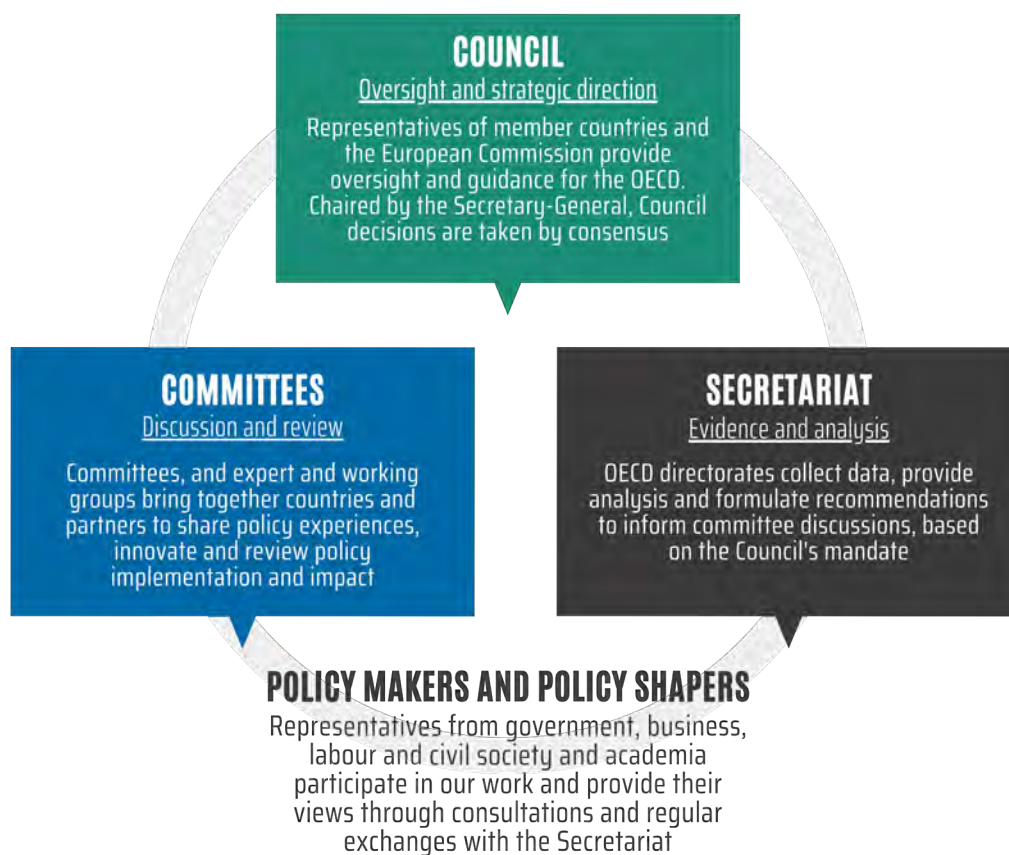 COUNCIL
Oversight and strategic direction
Representatives of member countries and
the European Commission provide
oversight and guidance for the OECD.
Chaired by the Secretary-General, Council
decisions are taken by consensus
COMMITTEES
Discussion and review
Committees, and expert and working
groups bring together countries and
partners to share policy experiences,
innovate and review policy
implementation and impact
SECRETARIAT
Evidence and analysis
OECD directorates collect data, provide
analysis and formulate recommendations
to inform committee discussions, based
on the Council's mandate
POLICY MAKERS AND POLICY SHAPERS
Representatives from government, business,
labour and civil society and academia
participate in our work and provide their
views through consultations and regular
exchanges with the Secretariat